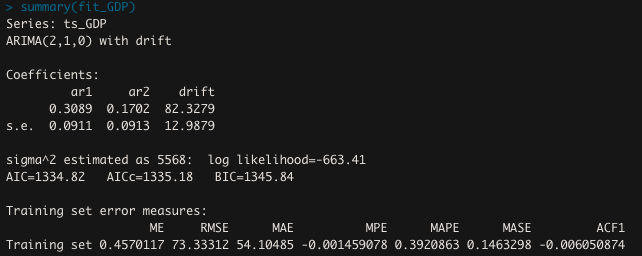 > summary(fit_GDP)
Series: ts_GDP
ARIMA(2,1,0) with drift
Coefficients:
ar1 ar2 drift
0.3089 0.1702 82.3279
s.e. 0.0911 0.0913 12.9879
sigma^2 estimated as 5568: log likelihood=-663.41
AIC=1334.82 AICc=1335.18 BIC=1345.84
Training set error measures:
ME RMSE MAE MPE MAPE MASE ACF1
Training set 0.4570117 73.33312 54.10485 -0.001459078 0.3920863 0.1463298 -0.006050874